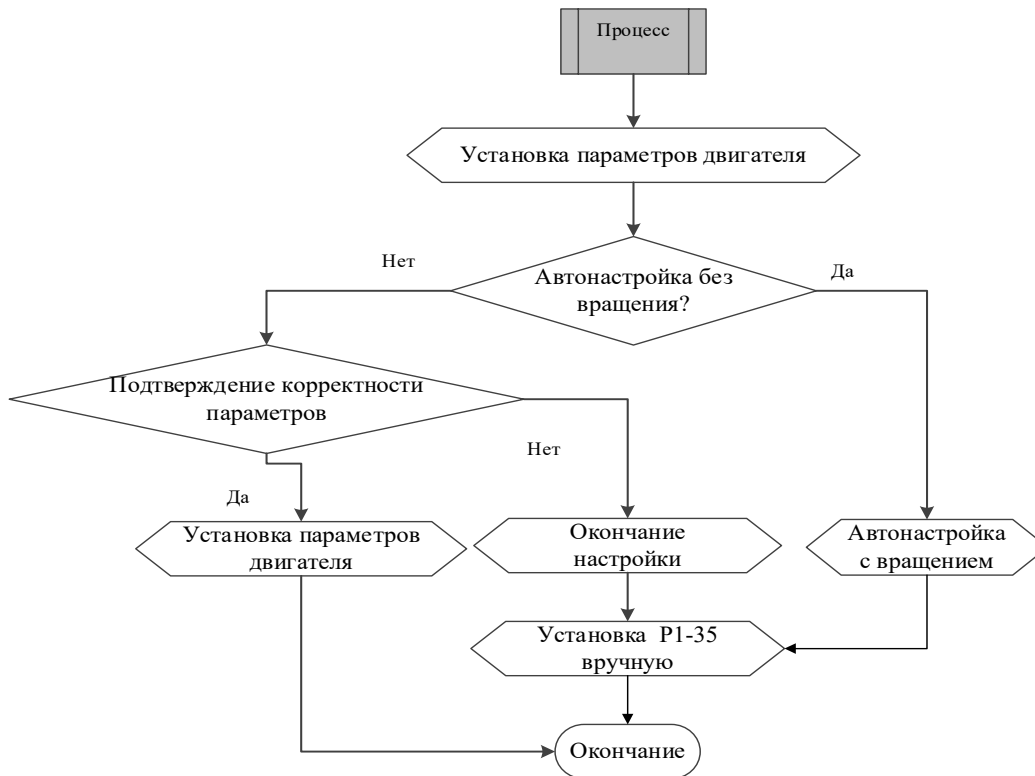 Процесс
Установка параметров двигателя
Нет
Автонастройка без
вращения?
Да
Подтверждение корректности
параметров
Нет
Да
Установка параметров
двигателя
Окончание
настройки
Автонастройка
с вращением
Установка  P1-35
вручную
Окончание